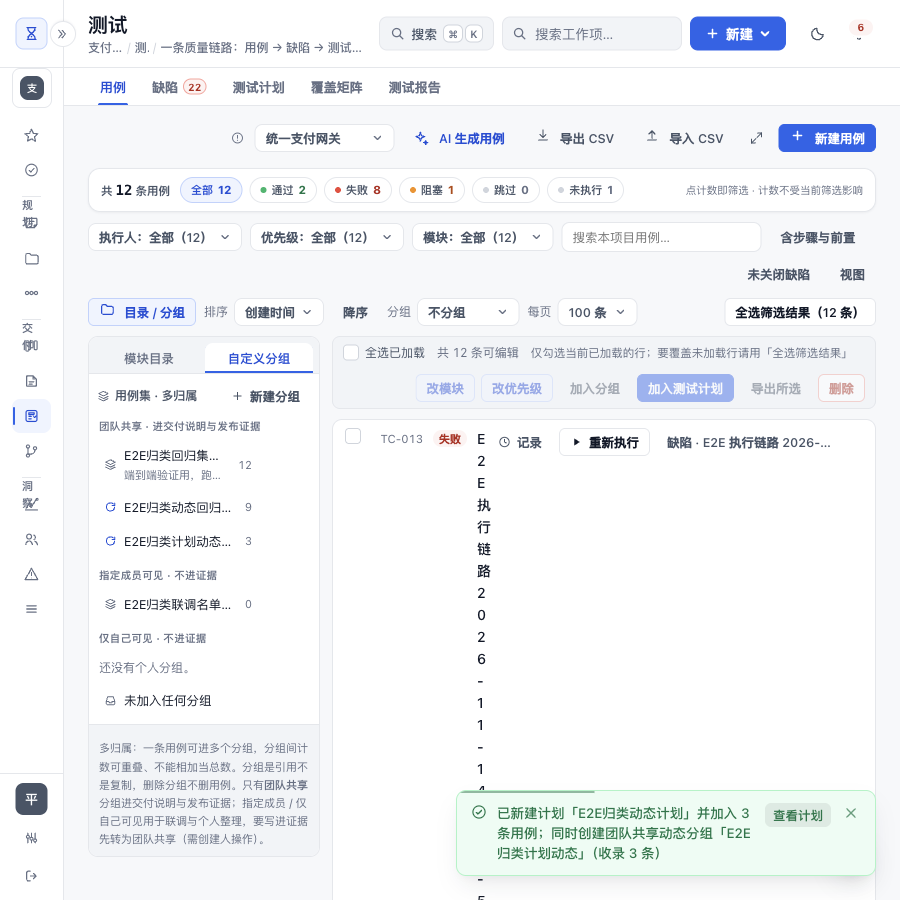 测试
支付… / 测. / 一条质量链路：用例 → 缺陷 → 测试…
搜索 ⌘ K
搜索工作项…
+ 新建
6
支
用例
缺陷 22
测试计划
覆盖矩阵
测试报告
统一支付网关
AI 生成用例
导出 CSV
导入 CSV
+ 新建用例
共 12 条用例
全部 12
通过 2
失败 8
阻塞 1
跳过 0
未执行 1
点计数即筛选 · 计数不受当前筛选影响
规
执行人：全部（12）
优先级：全部（12）
模块：全部（12）
搜索本项目用例…
含步骤与前置
未关闭缺陷
视图
目录 / 分组
排序
创建时间
降序
分组
不分组
每页
100 条
全选筛选结果（12 条）
交
模块目录
自定义分组
全选已加载
共 12 条可编辑
仅勾选当前已加载的行；要覆盖未加载行请用「全选筛选结果」
改模块
改优先级
加入分组
加入测试计划
导出所选
删除
用例集 · 多归属
+ 新建分组
团队共享 · 进交付说明与发布证据
E2E归类回归集…
12
端到端验证用，跑…
E2E归类动态回归…
9
E2E归类计划动态…
3
指定成员可见 · 不进证据
E2E归类联调名单…
0
仅自己可见 · 不进证据
还没有个人分组。
未加入任何分组
洞
多归属：一条用例可进多个分组，分组间计
数可重叠、不能相加当总数。分组是引用不
是复制，删除分组不删用例。只有团队共享
分组进交付说明与发布证据；指定成员 / 仅
自己可见用于联调与个人整理，要写进证据
先转为团队共享（需创建人操作）。
TC-013
失败
E
2
E
执
行
链
路
2
0
2
6
-
1
1
-
1
记录
重新执行
缺陷 · E2E 执行链路 2026-…
平
已新建计划「E2E归类动态计划」并加入 3
条用例；同时创建团队共享动态分组「E2E
归类计划动态」（收录 3 条）
查看计划
-